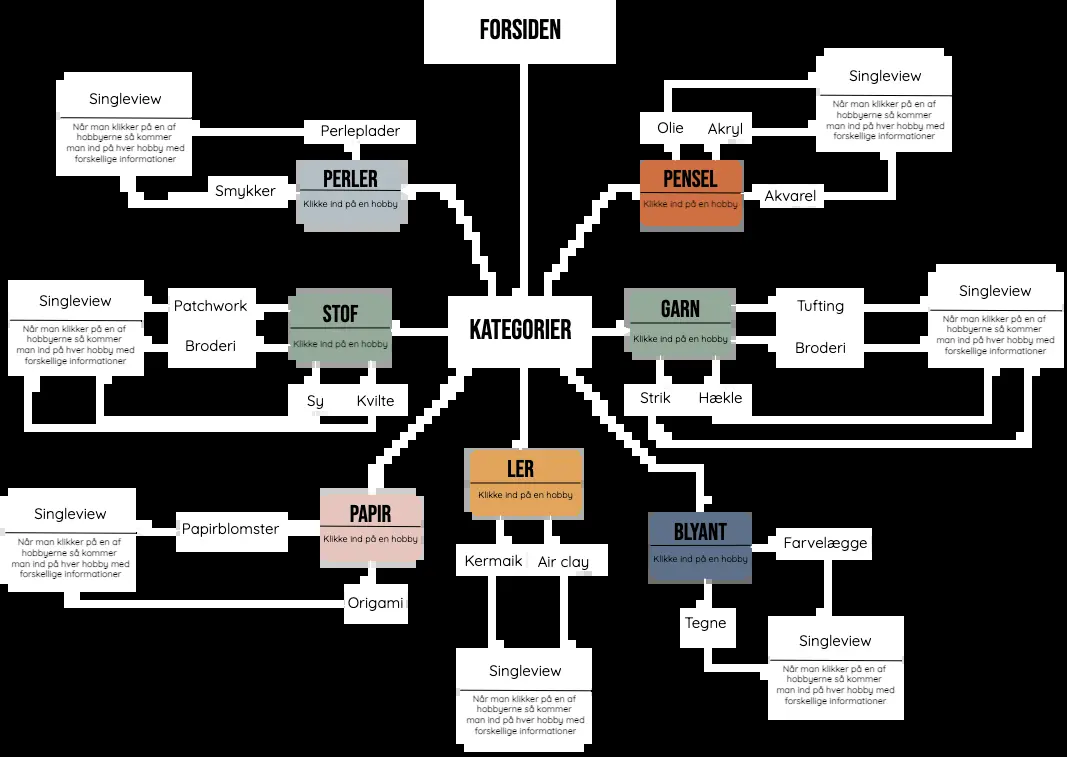 FORSIDEN
Singleview
Når man klikker på en af
hobbyerne så kommer
man ind på hver hobby med
forskellige informationer
Perleplader
Smykker
PERLER
Klikke ind på en hobby
Olie
Akryl
PENSEL
Klikke ind på en hobby
Akvarel
Singleview
Når man klikker på en af
hobbyerne så kommer
man ind på hver hobby med
forskellige informationer
Singleview
Når man klikker på en af
hobbyerne så kommer
man ind på hver hobby med
forskellige informationer
Patchwork
Broderi
STOF
Klikke ind på en hobby
Sy
Kvilte
KATEGORIER
GARN
Klikke ind på en hobby
Tufting
Broderi
Strik
Hækle
Singleview
Når man klikker på en af
hobbyerne så kommer
man ind på hver hobby med
forskellige informationer
Singleview
Når man klikker på en af
hobbyerne så kommer
man ind på hver hobby med
forskellige informationer
Papirblomster
PAPIR
Klikke ind på en hobby
Origami
LER
Klikke ind på en hobby
Kermaik
Air clay
Singleview
Når man klikker på en af
hobbyerne så kommer
man ind på hver hobby med
forskellige informationer
BLYANT
Klikke ind på en hobby
Farvelægge
Tegne
Singleview
Når man klikker på en af
hobbyerne så kommer
man ind på hver hobby med
forskellige informationer